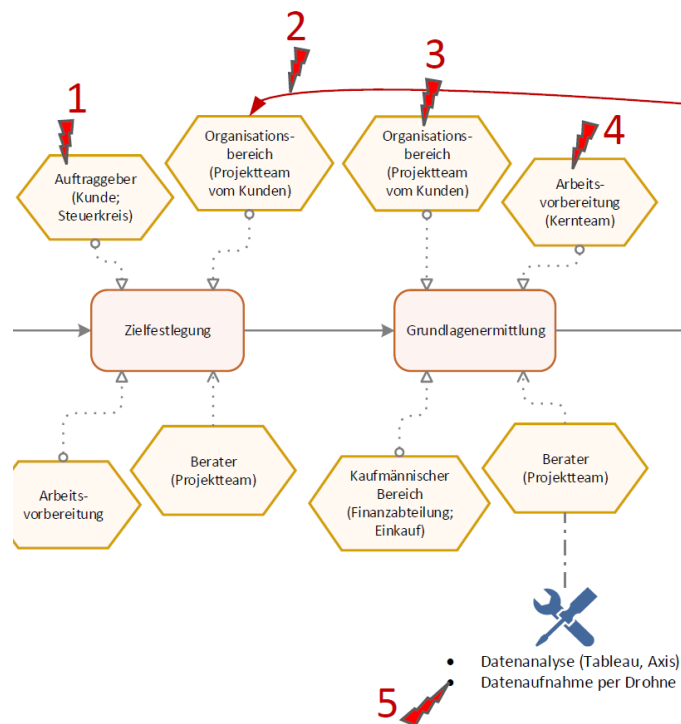 1
2
3
4
Auftraggeber
(Kunde;
Steuerkreis)
Organisations-
bereich
(Projektteam
vom Kunden)
Organisations-
bereich
(Projektteam
vom Kunden)
Arbeits-
vorbereitung
(Kernteam)
Zielfestlegung
Grundlagenermittlung
Arbeits-
vorbereitung
Berater
(Projektteam)
Kaufmännischer
Bereich
(Finanzabteilung;
Einkauf)
Berater
(Projektteam)
• Datenanalyse (Tableau, Axis)
• Datenaufnahme per Drohne
5